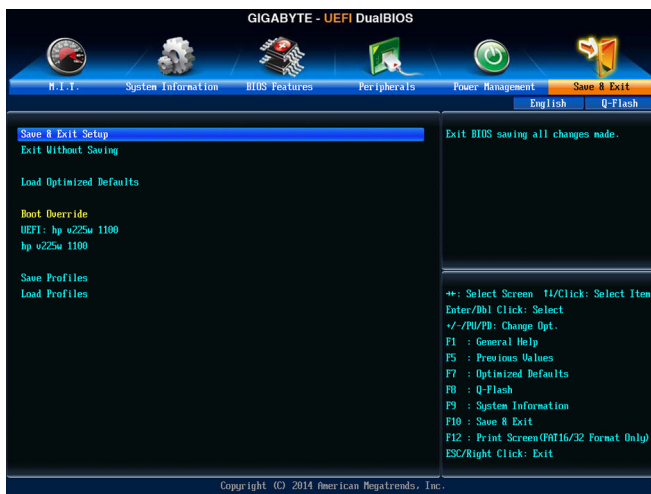 GIGABYTE - UEFI DualBIOS
M.I.T.
System Information
BIOS Features
Peripherals
Power Management
Save & Exit
English
Q-Flash
Save & Exit Setup
Exit Without Saving
Load Optimized Defaults
Boot Override
UEFI: hp v225w 1100
hp v225w 1100
Save Profiles
Load Profiles
Exit BIOS saving all changes made.
→←: Select Screen ↑↓/Click: Select Item
Enter/Dbl Click: Select
+/-/PU/PD: Change Opt.
F1 : General Help
F5 : Previous Values
F7 : Optimized Defaults
F8 : Q-Flash
F9 : System Information
F10 : Save & Exit
F12 : Print Screen(FAT16/32 Format Only)
ESC/Right Click: Exit
Copyright (C) 2014 American Megatrends, Inc.